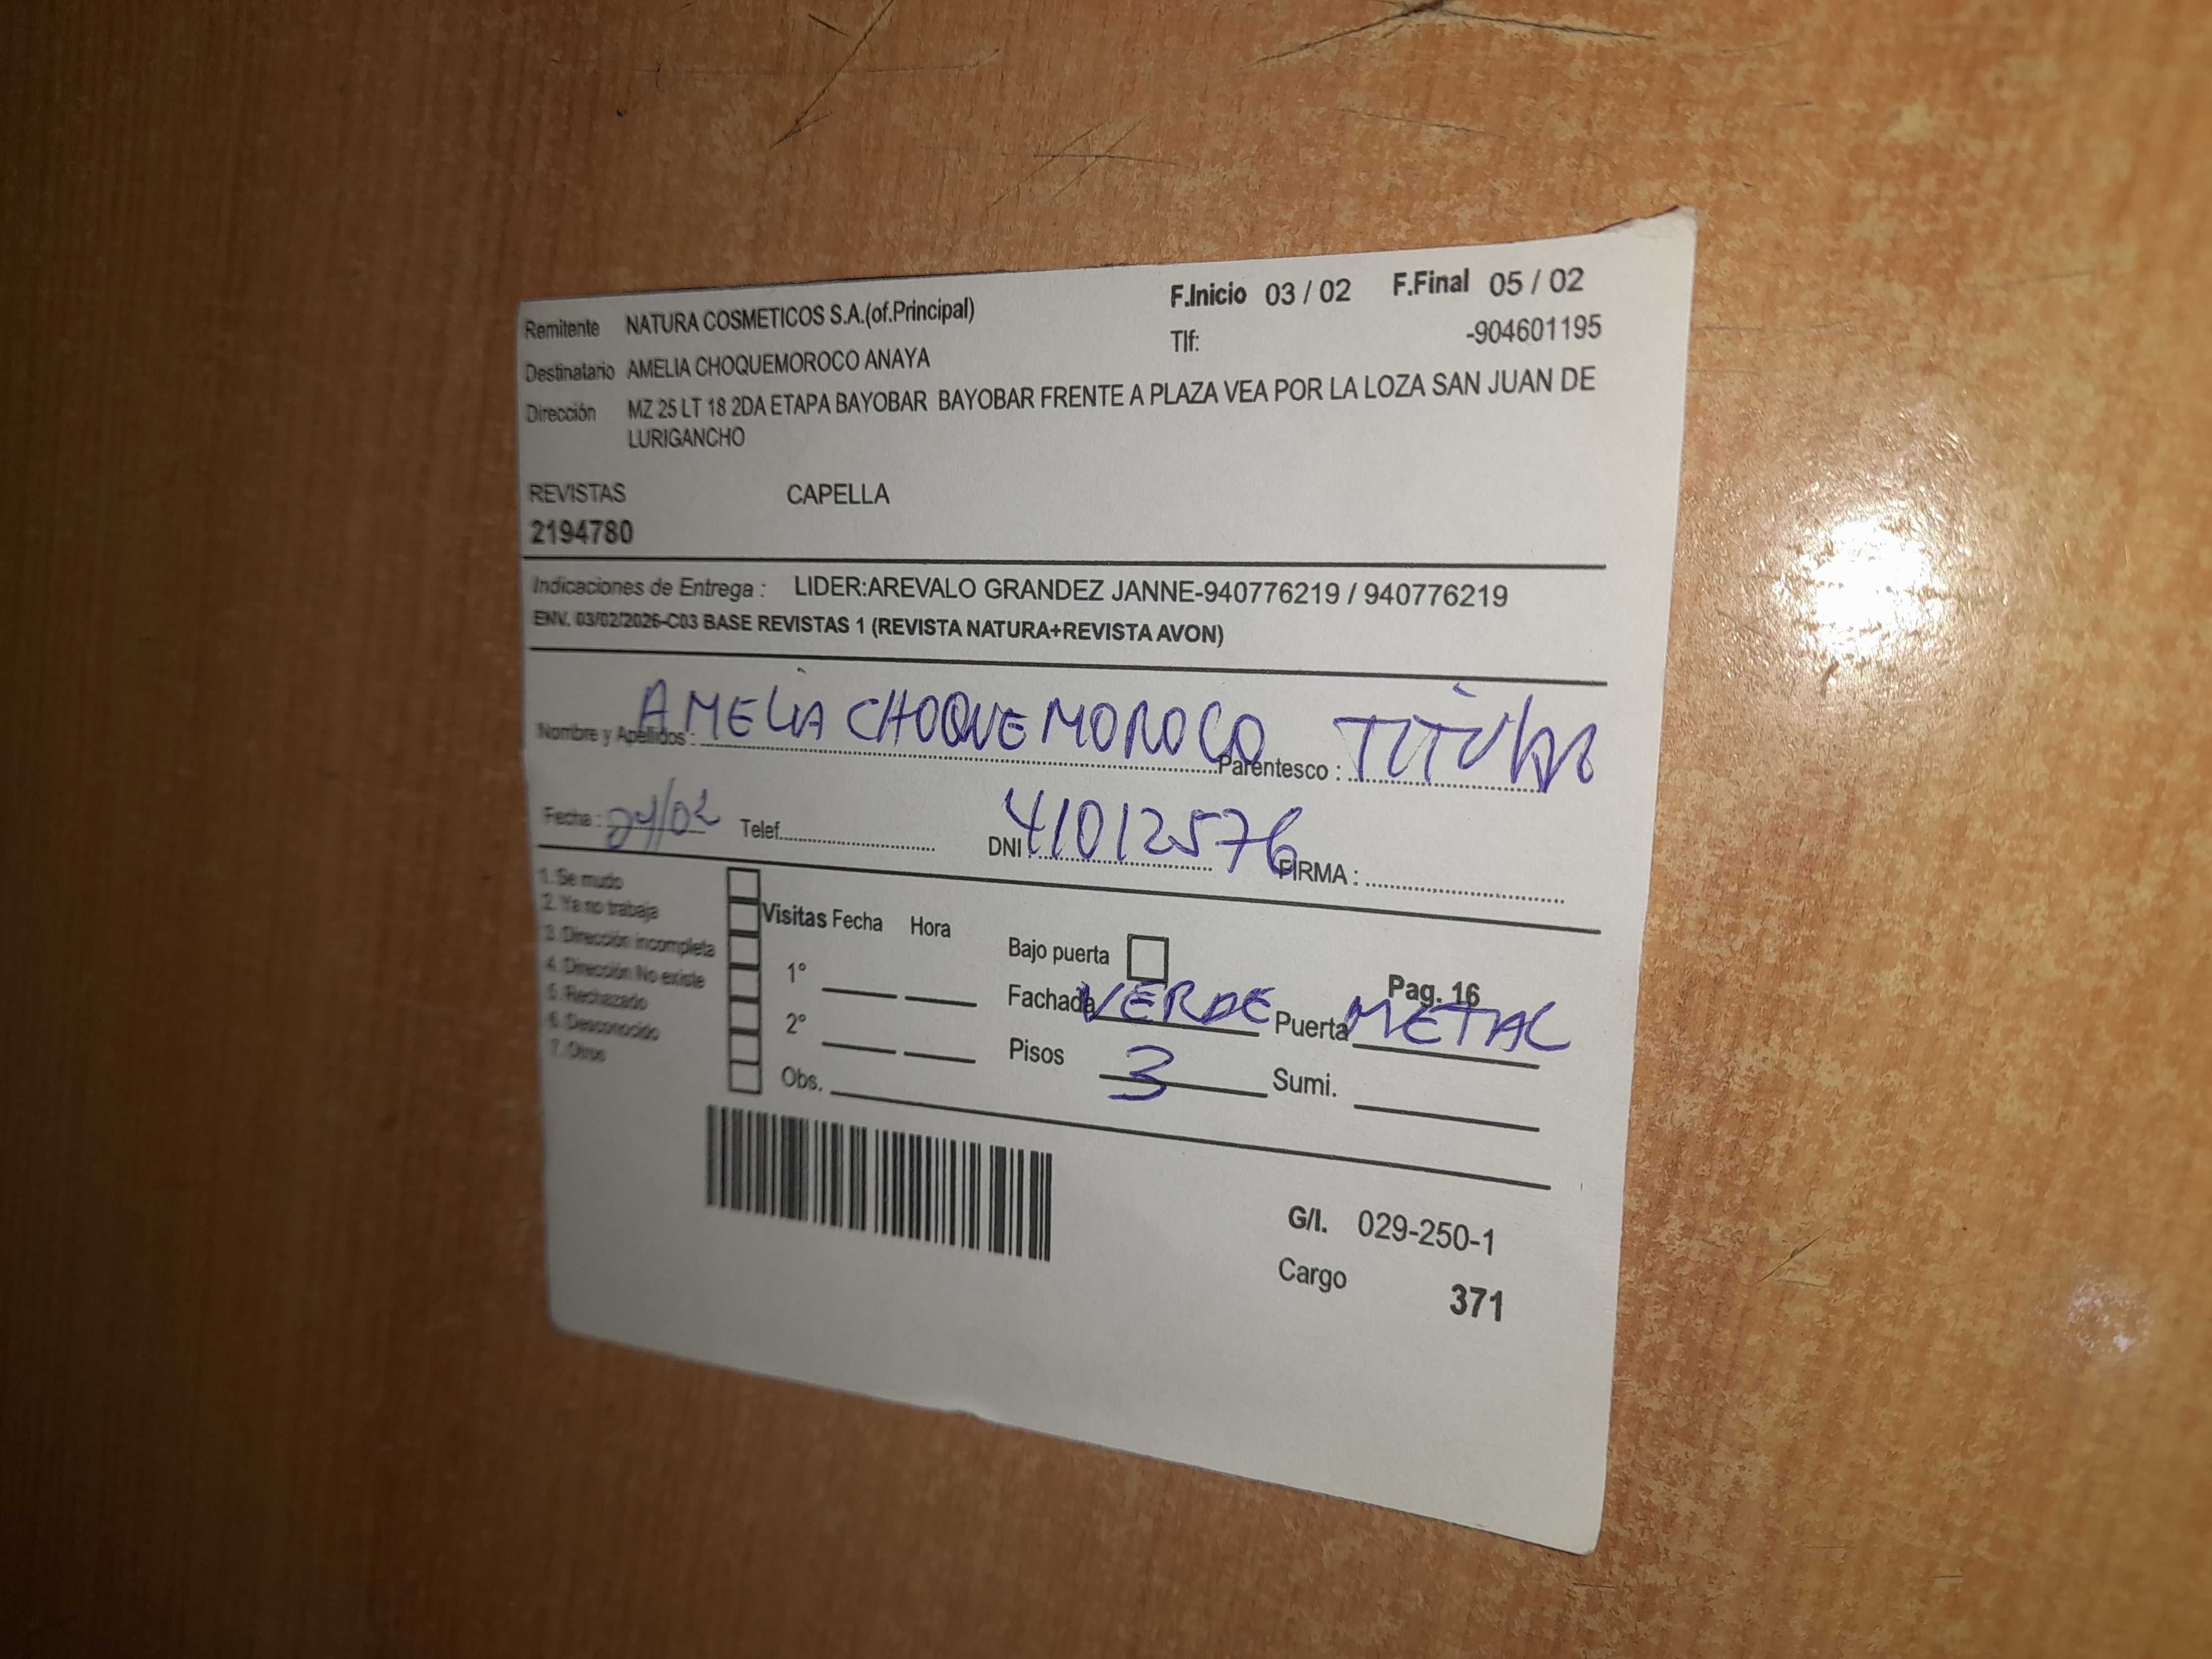 Remitente NATURA COSMETICOS S.A.(of.Principal) F.Inicio 03 / 02 F.Final 05 / 02
Tlf: -904601195
Destinatario AMELIA CHOQUEMOROCO ANAYA
Dirección MZ 25 LT 18 2DA ETAPA BAYOBAR BAYOBAR FRENTE A PLAZA VEA POR LA LOZA SAN JUAN DE
LURIGANCHO
REVISTAS CAPELLA
2194780
Indicaciones de Entrega : LIDER:AREVALO GRANDEZ JANNE-940776219 / 940776219
ENV. 03/02/2026-C03 BASE REVISTAS 1 (REVISTA NATURA+REVISTA AVON)
Nombre y Apellidos : AMELIA CHOQUEMOROCO Parentesco : TITULAR
Fecha : 04/02 Telef. DNI : 41012576 FIRMA :
1. Se mudo
2. Ya no trabaja
3. Dirección incompleta
4. Dirección No existe
5. Rechazado
6. Desconocido
7. Otros
Visitas Fecha Hora
1°
2°
Obs.
Bajo puerta
Pag. 16
Fachada VERDE Puerta METAL
Pisos 3 Sumi.
G/I. 029-250-1
Cargo 371